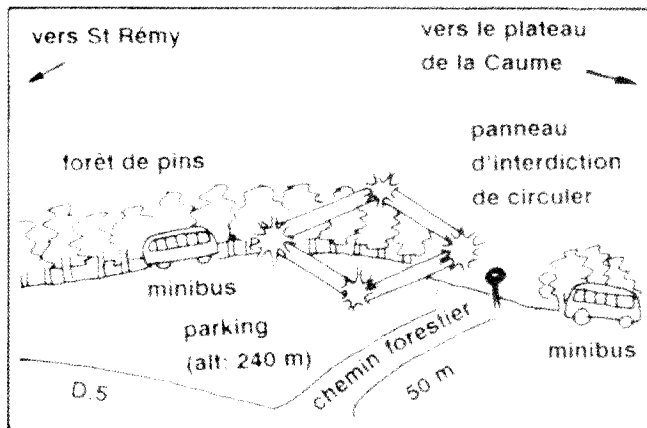 vers St Rémy
vers le plateau
de la Caume
panneau
d'interdiction
de circuler
forêt de pins
minibus
parking
(alt: 240 m)
chemin forestier
50 m
minibus
D.5